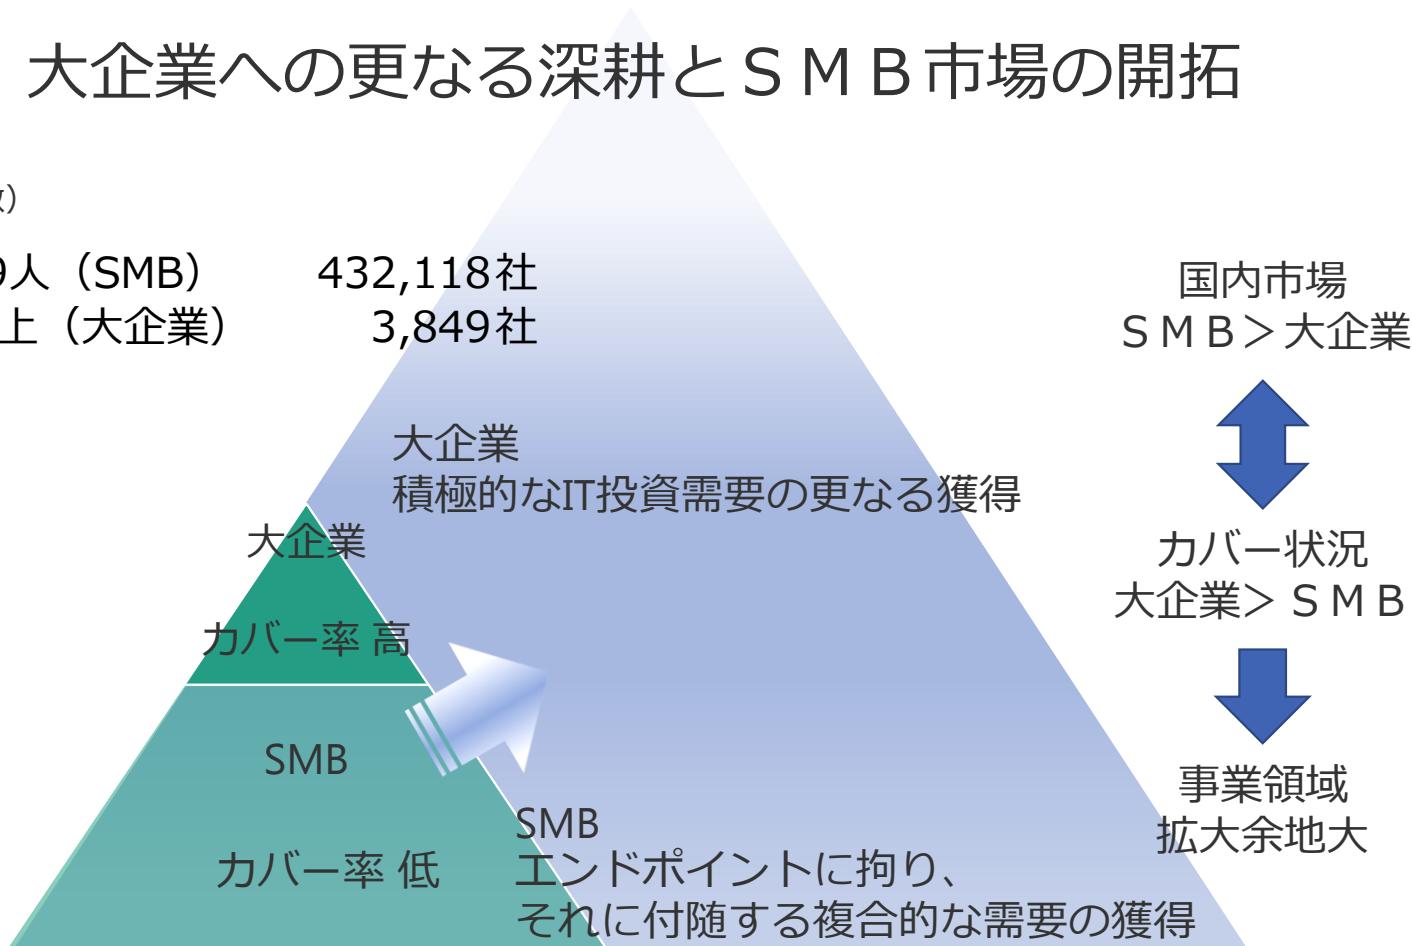 大企業への更なる深耕とＳＭＢ市場の開拓
数）
9人（SMB） 432,118社
上（大企業） 3,849社
国内市場
ＳＭＢ＞大企業
大企業
積極的なIT投資需要の更なる獲得
大企業
カバー率 高
カバー状況
大企業＞ＳＭＢ
SMB
カバー率 低
SMB
エンドポイントに拘り、
それに付随する複合的な需要の獲得
事業領域
拡大余地大